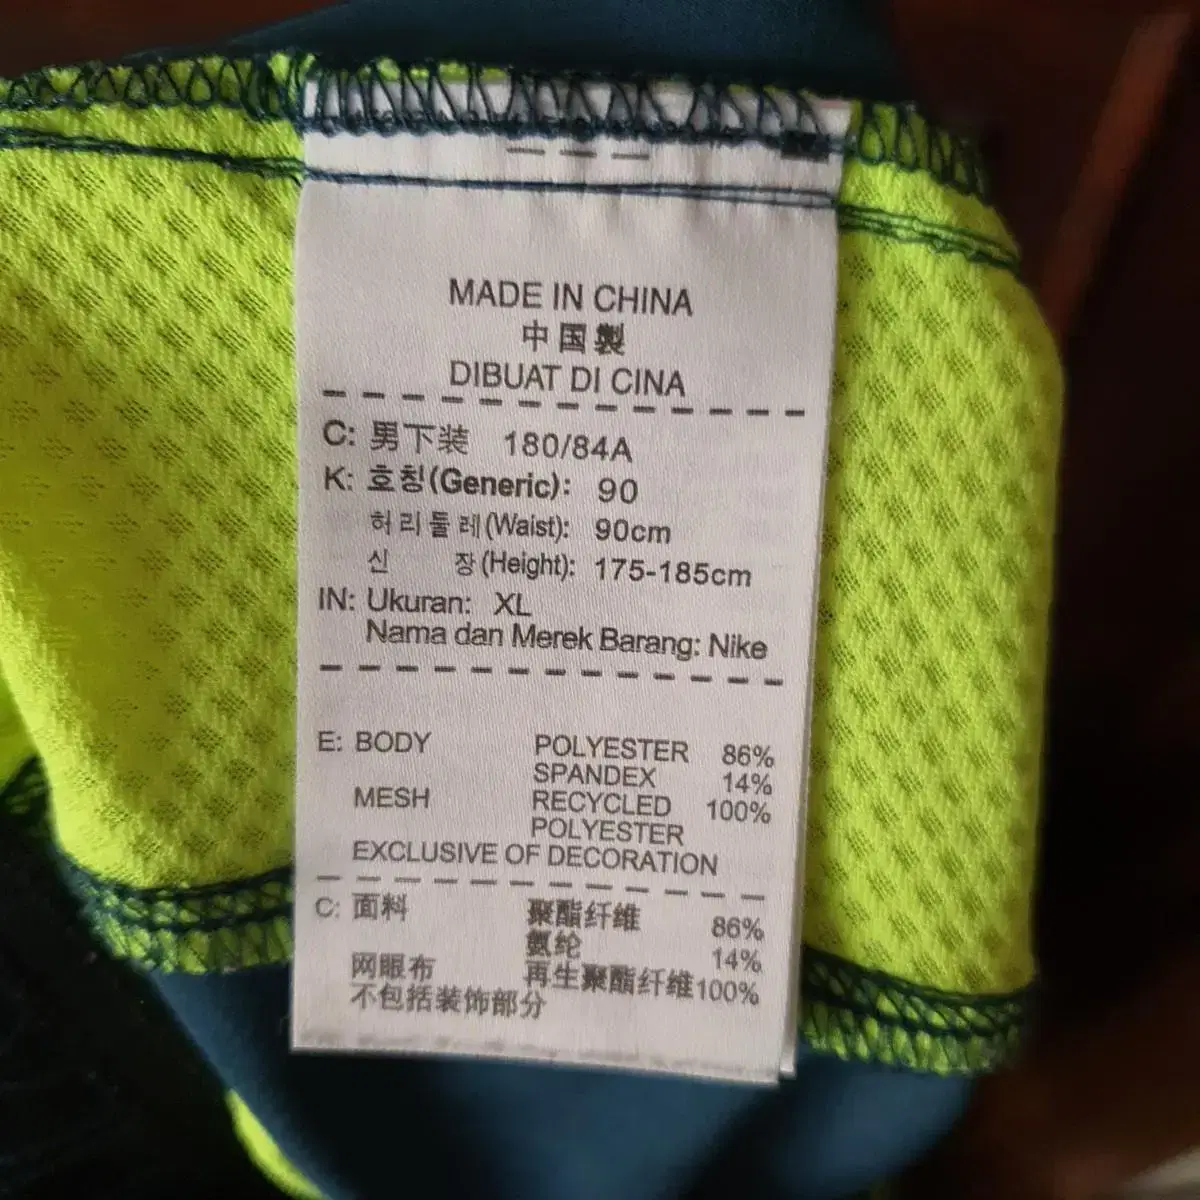 MADE IN CHINA
中国製
DIBUAT DI CINA
C: 男下装 180/84A
K: 호칭(Generic): 90
허리둘레(Waist): 90cm
신 장(Height): 175-185cm
IN: Ukuran: XL
Nama dan Merek Barang: Nike
E: BODY POLYESTER 86%
SPANDEX 14%
MESH RECYCLED 100%
POLYESTER
EXCLUSIVE OF DECORATION
C: 面料 聚酯纤维 86%
氨纶 14%
网眼布 再生聚酯纤维100%
不包括装饰部分